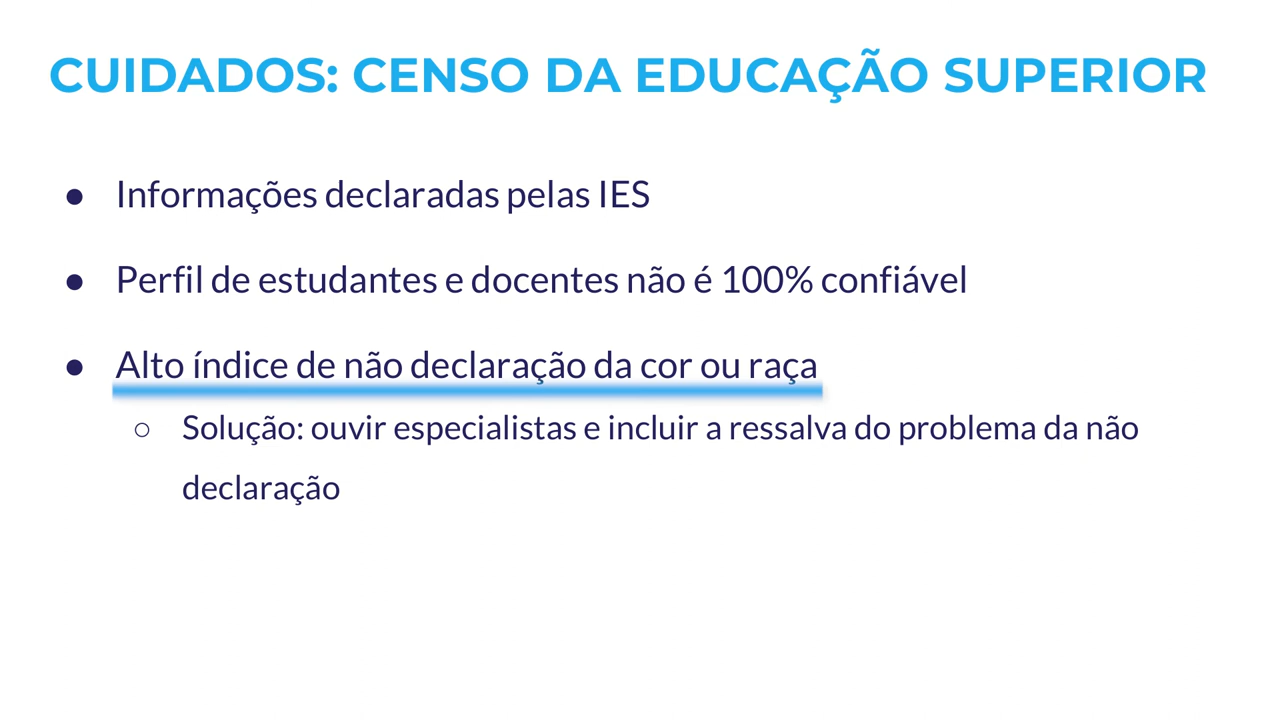 CUIDADOS: CENSO DA EDUCAÇÃO SUPERIOR
● Informações declaradas pelas IES
● Perfil de estudantes e docentes não é 100% confiável
● Alto índice de não declaração da cor ou raça
○ Solução: ouvir especialistas e incluir a ressalva do problema da não
declaração